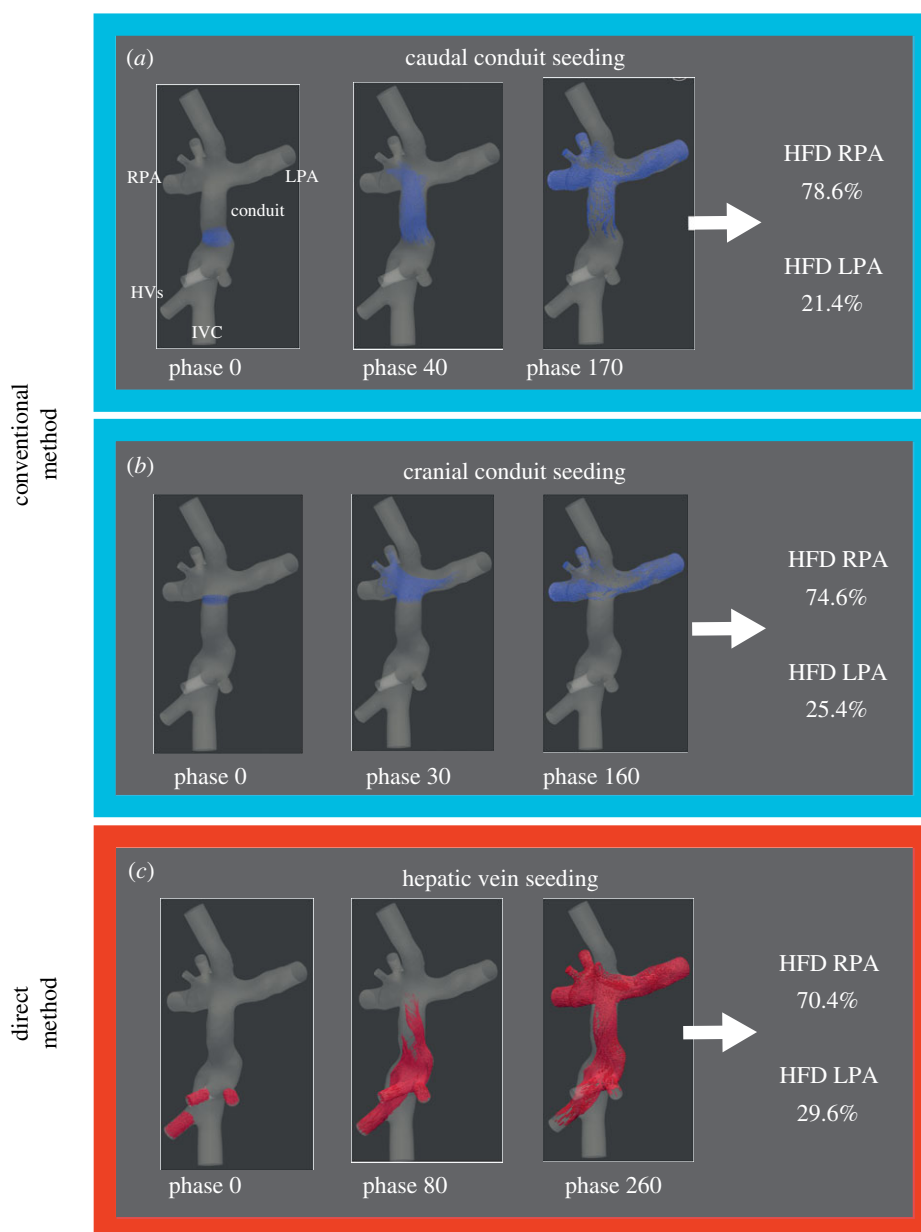 conventional
method
(a)
caudal conduit seeding
RPA
LPA
conduit
HVs
IVC
phase 0
phase 40
phase 170
HFD RPA
78.6%
HFD LPA
21.4%
(b)
cranial conduit seeding
phase 0
phase 30
phase 160
HFD RPA
74.6%
HFD LPA
25.4%
direct
method
(c)
hepatic vein seeding
phase 0
phase 80
phase 260
HFD RPA
70.4%
HFD LPA
29.6%